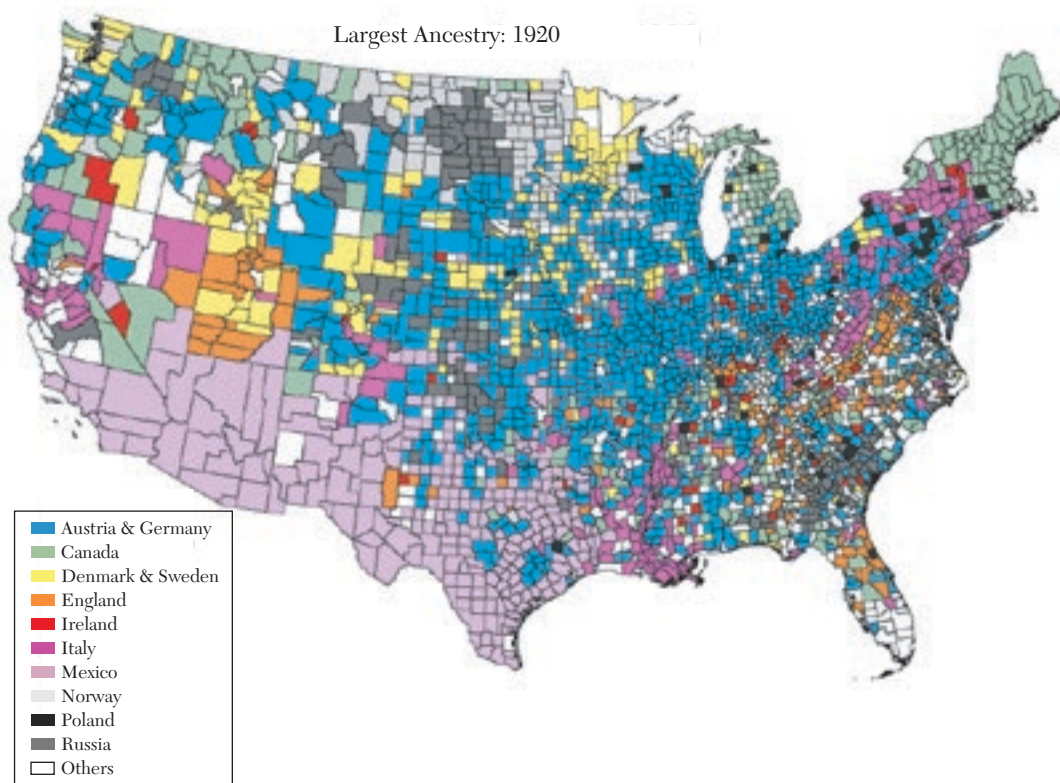 Largest Ancestry: 1920
Austria & Germany
Canada
Denmark & Sweden
England
Ireland
Italy
Mexico
Norway
Poland
Russia
Others